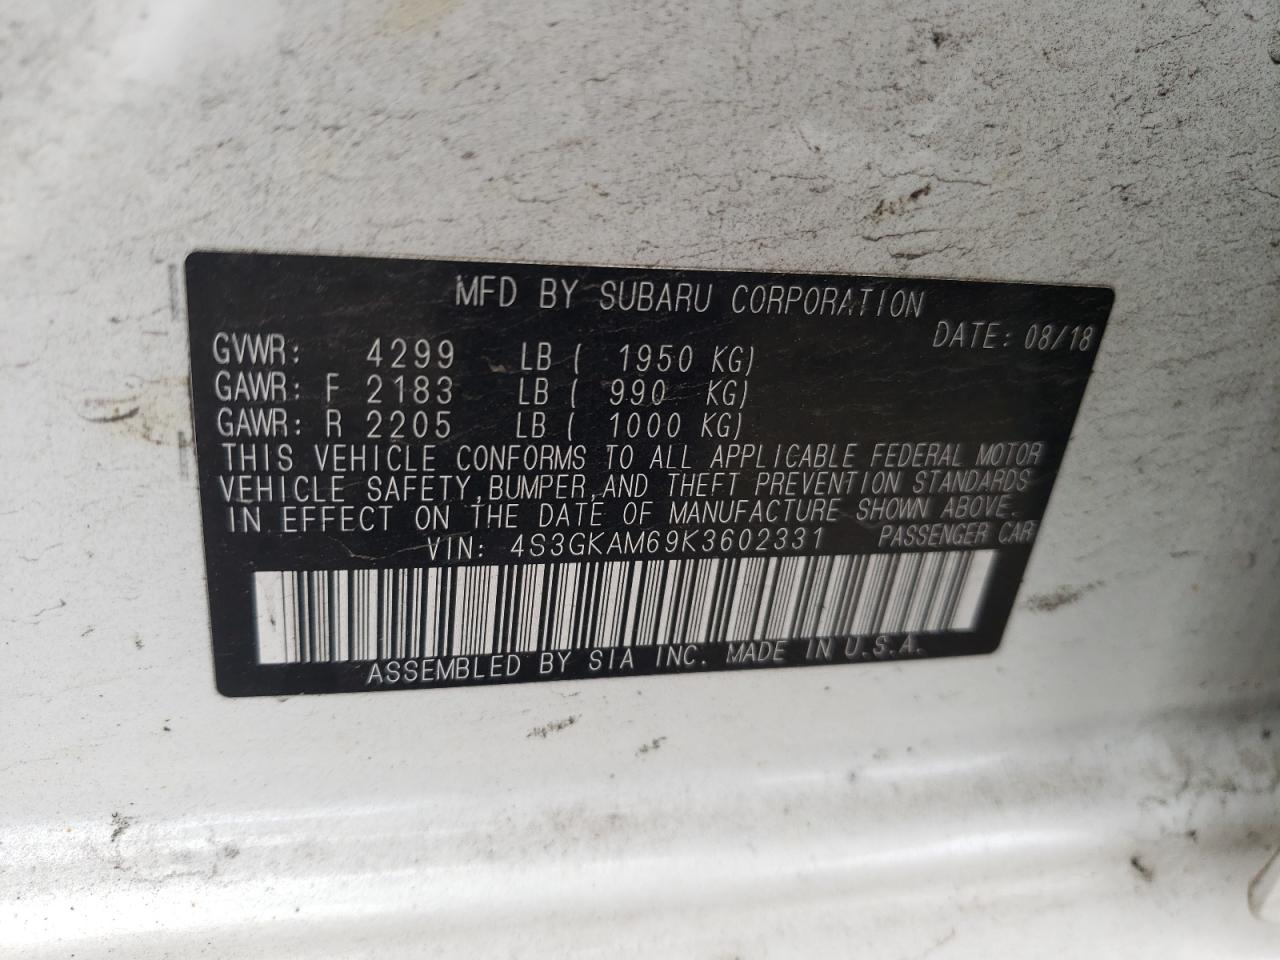 MFD BY SUBARU CORPORATION
DATE: 08/18
GVWR: 4299 LB ( 1950 KG)
GAWR: F 2183 LB ( 990 KG)
GAWR: R 2205 LB ( 1000 KG)
THIS VEHICLE CONFORMS TO ALL APPLICABLE FEDERAL MOTOR
VEHICLE SAFETY,BUMPER,AND THEFT PREVENTION STANDARDS
IN EFFECT ON THE DATE OF MANUFACTURE SHOWN ABOVE.
VIN: 4S3GKAM69K3602331 PASSENGER CAR
ASSEMBLED BY SIA INC. MADE IN U.S.A.